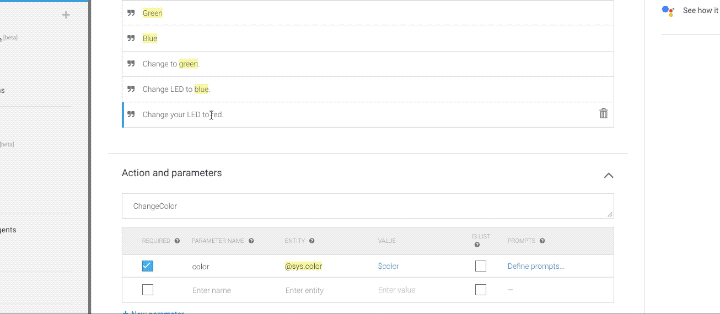 Green
See how it
Blue
[beta]
Change to green
Change LED to blue.
Change your LED to red.
[beta]
Action and parameters
ChangeColor
REQUIRED PARAMETER NAME ENTITY VALUE IS LIST PROMPTS
color @sys.color $color Define prompts...
Enter name Enter entity Enter value –
+ New parameter